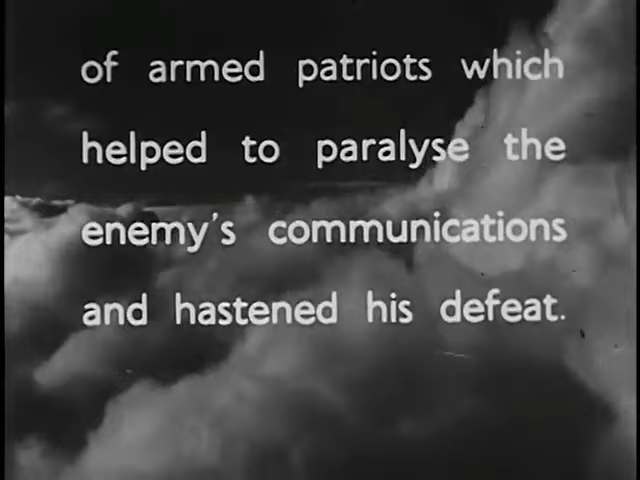 of armed patriots which
helped to paralyse the
enemy's communications
and hastened his defeat.